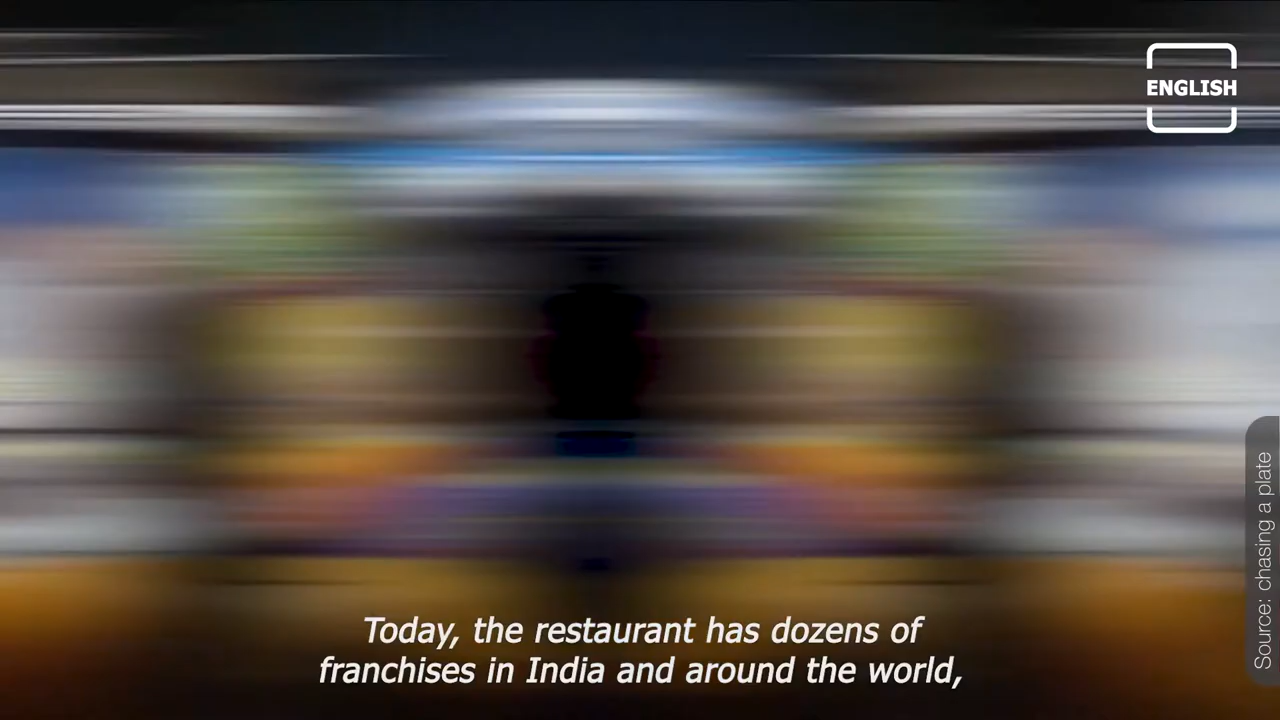 ENGLISH
Source: chasing a plate
Today, the restaurant has dozens of
franchises in India and around the world,